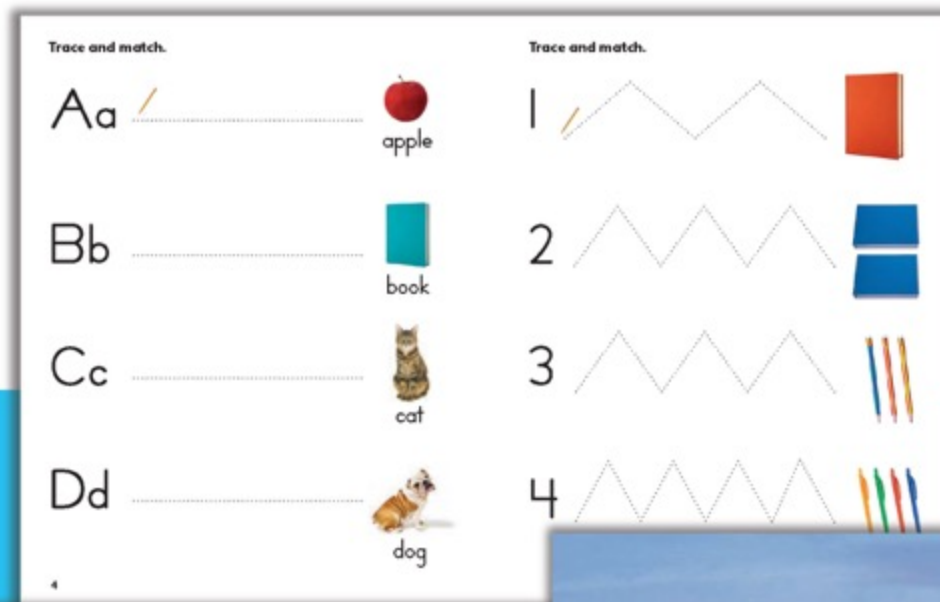 Trace and match.
Aa
apple
Bb
book
Cc
cat
Dd
dog
4
Trace and match.
1
2
3
4